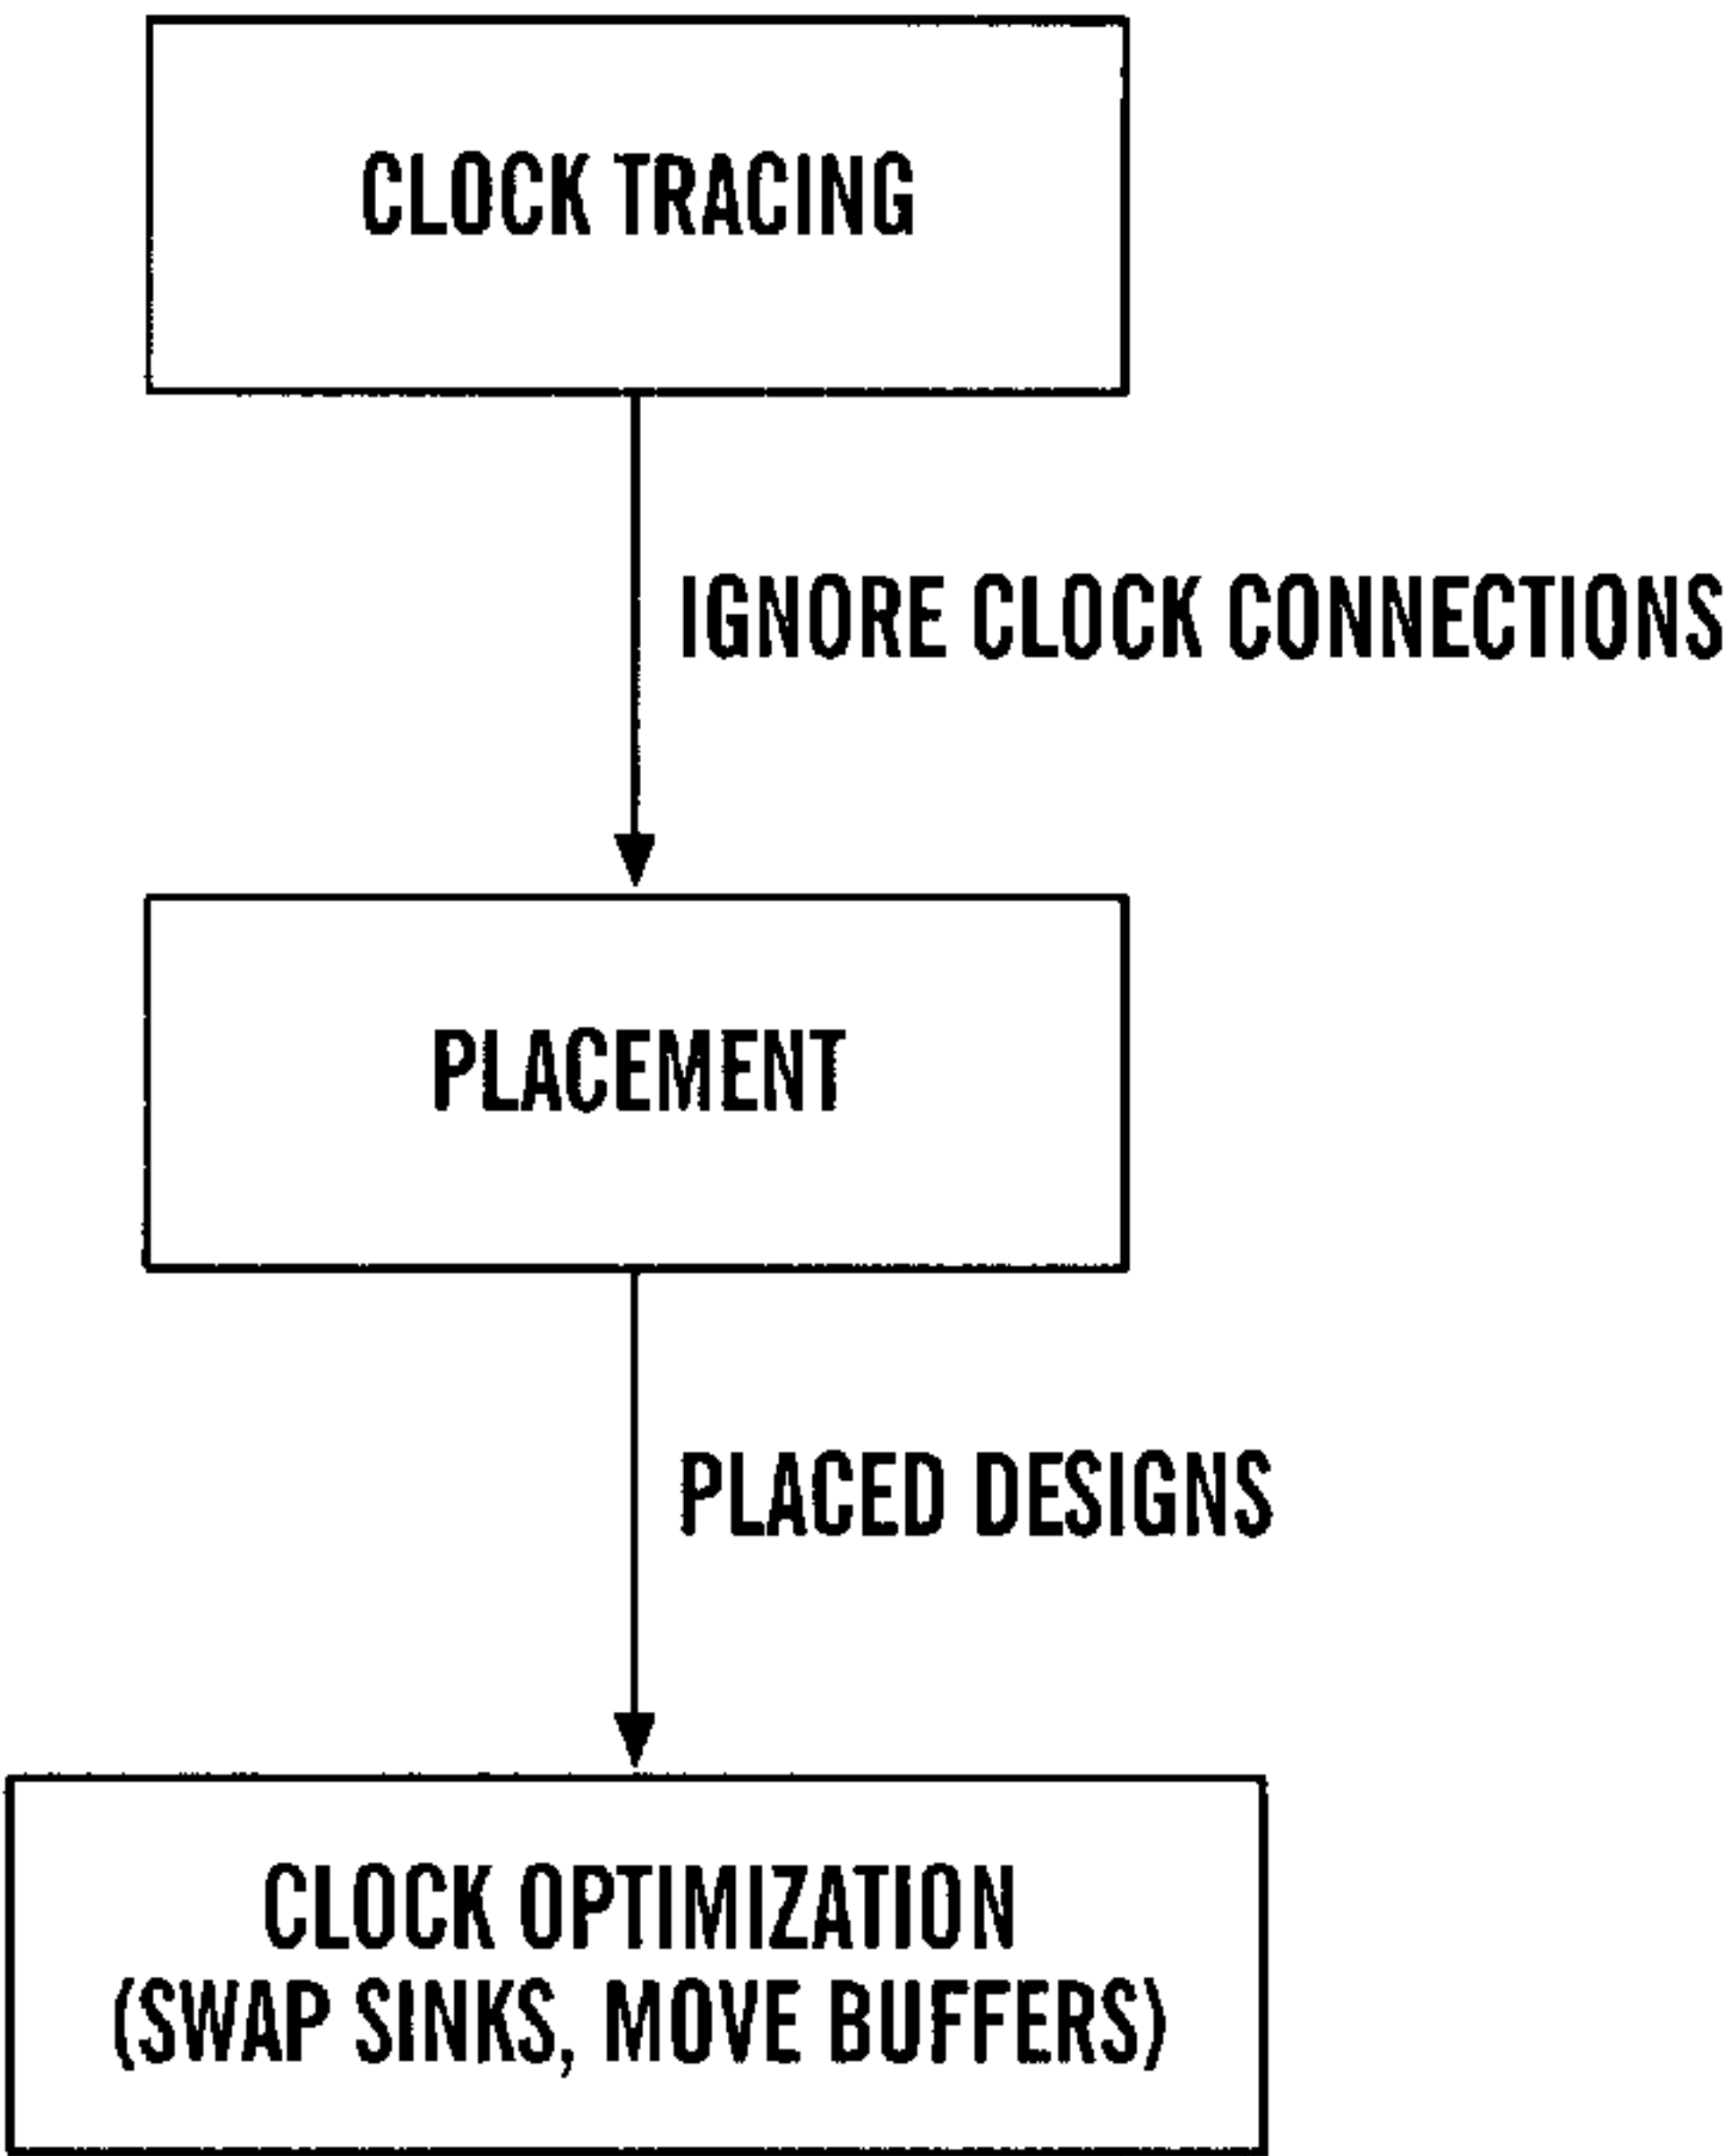 CLOCK TRACING
IGNORE CLOCK CONNECTIONS
PLACEMENT
PLACED DESIGNS
CLOCK OPTIMIZATION
(SWAP SINKS, MOVE BUFFERS)